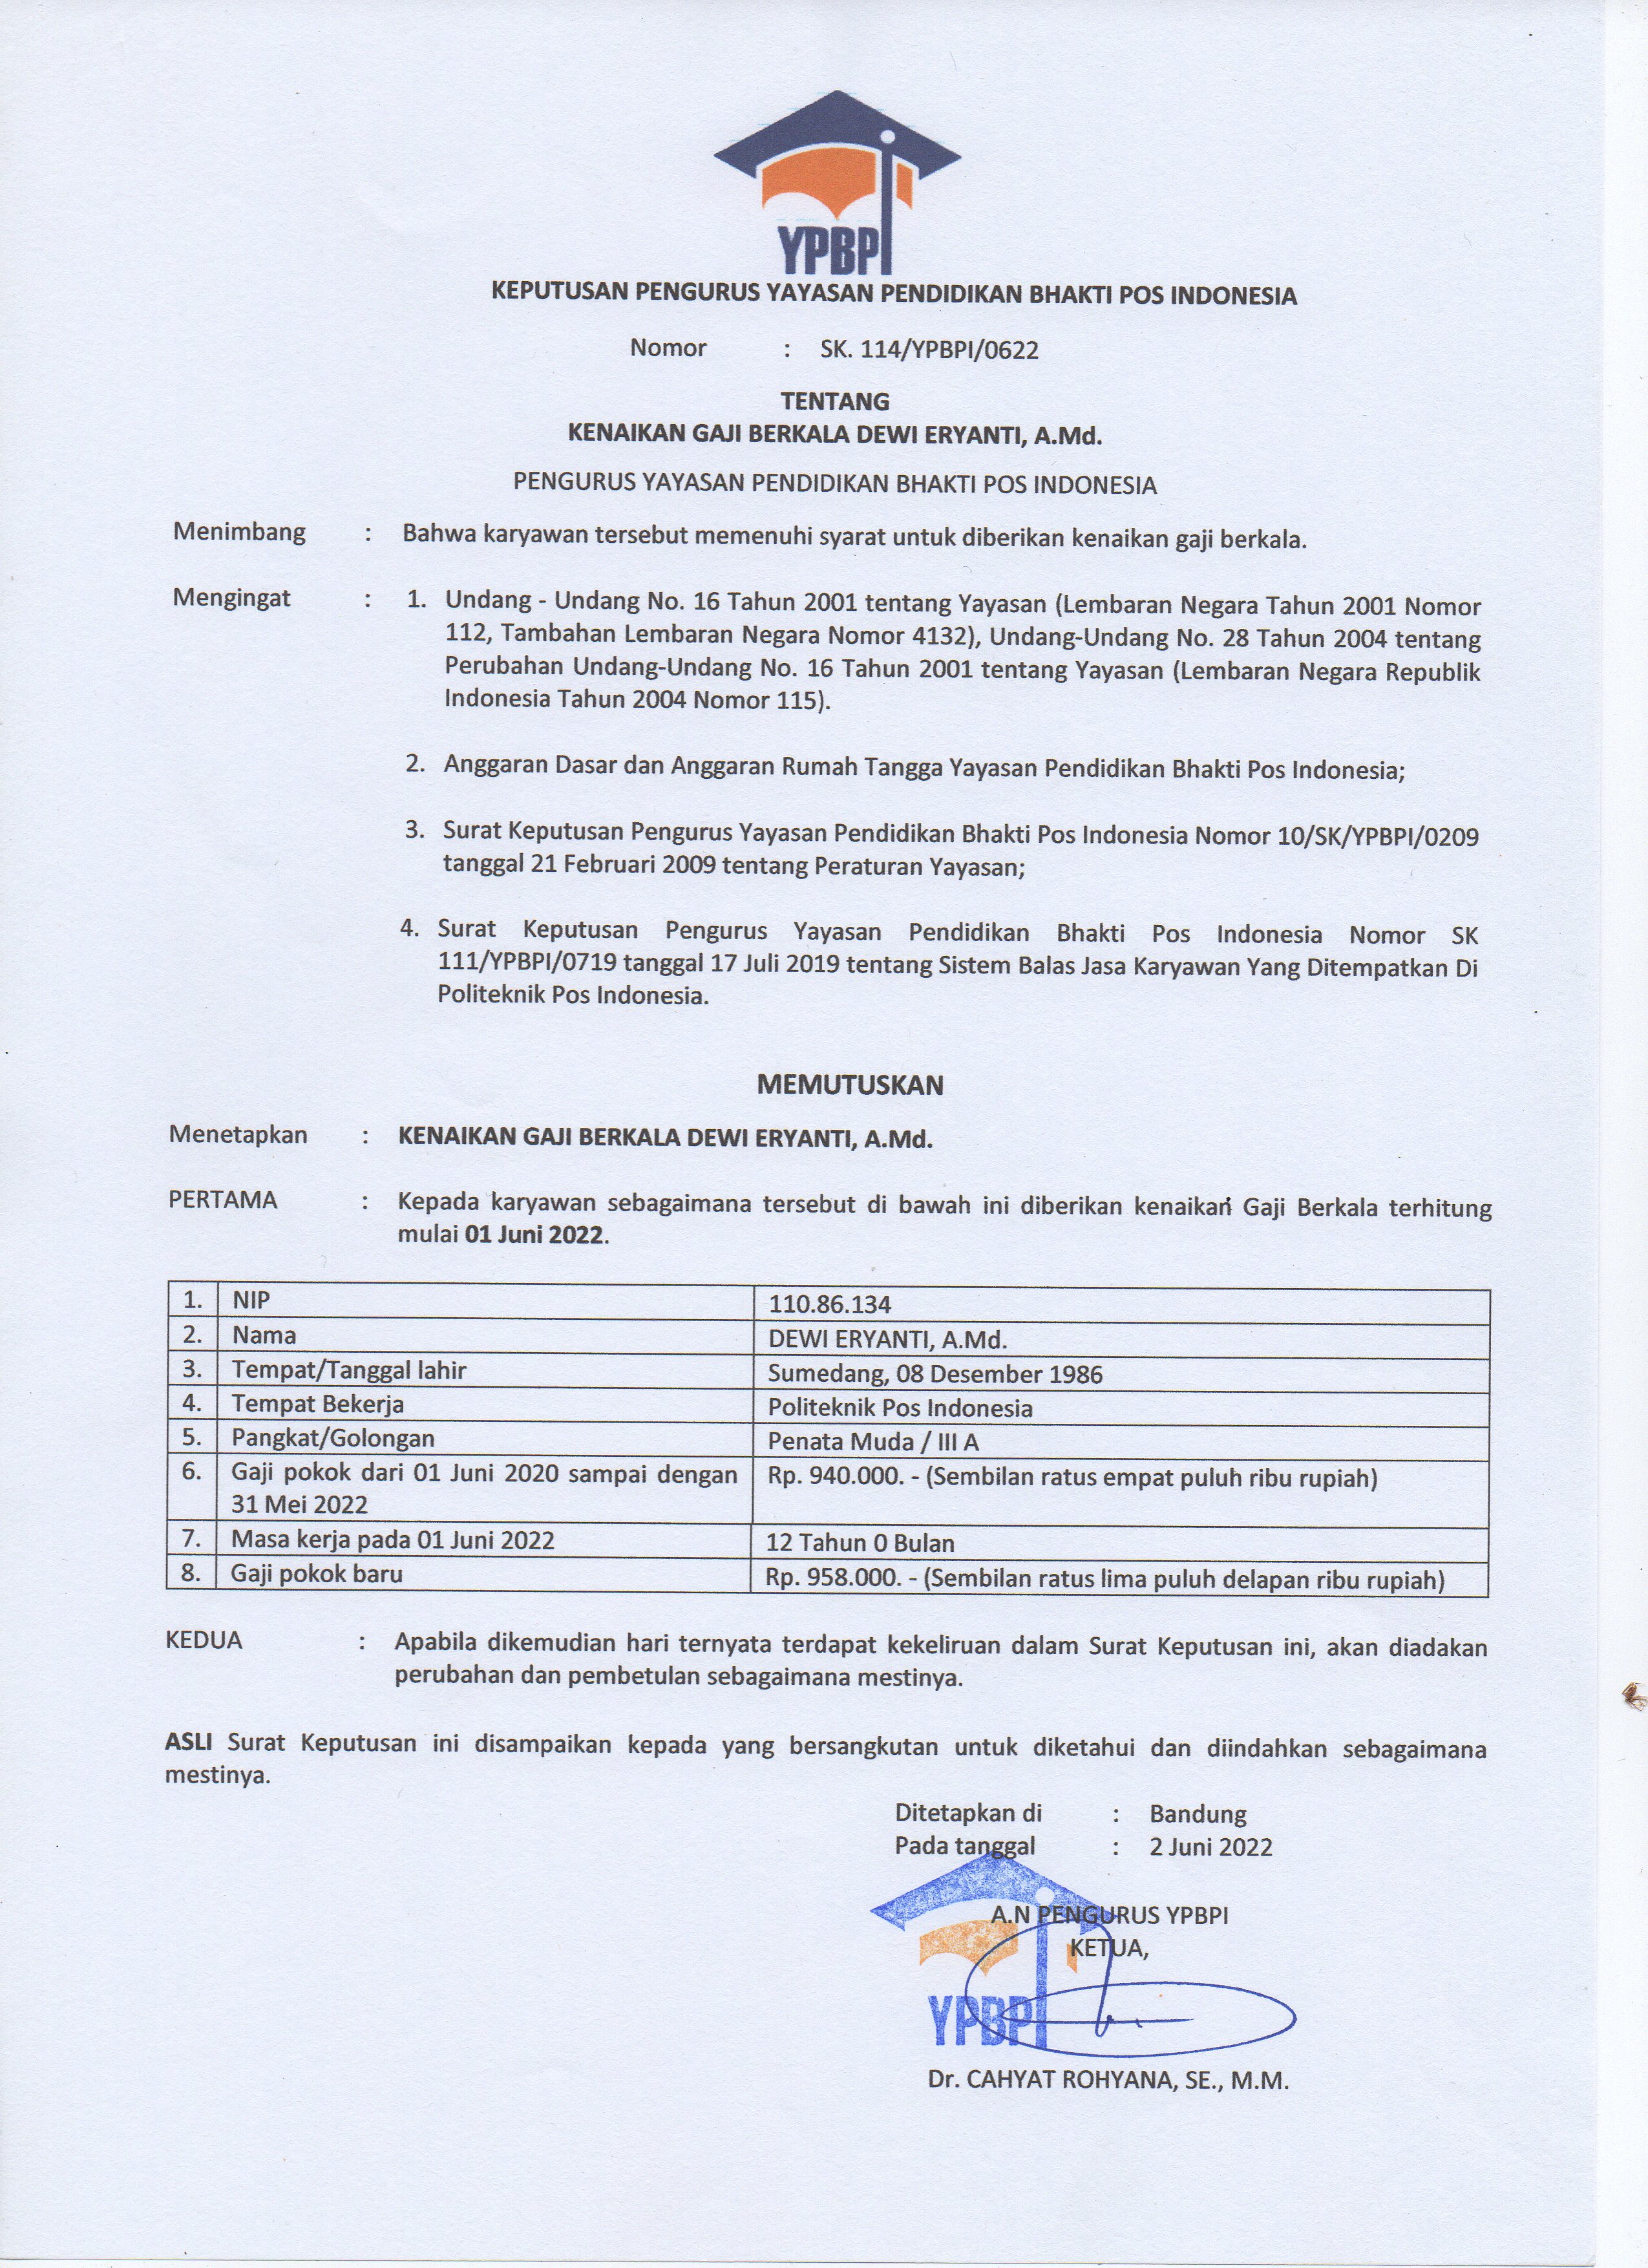 YPBPI
KEPUTUSAN PENGURUS YAYASAN PENDIDIKAN BHAKTI POS INDONESIA
Nomor : SK. 114/YPBPI/0622
TENTANG
KENAIKAN GAJI BERKALA DEWI ERYANTI, A.Md.
PENGURUS YAYASAN PENDIDIKAN BHAKTI POS INDONESIA
Menimbang : Bahwa karyawan tersebut memenuhi syarat untuk diberikan kenaikan gaji berkala.
Mengingat : 1. Undang - Undang No. 16 Tahun 2001 tentang Yayasan (Lembaran Negara Tahun 2001 Nomor
112, Tambahan Lembaran Negara Nomor 4132), Undang-Undang No. 28 Tahun 2004 tentang
Perubahan Undang-Undang No. 16 Tahun 2001 tentang Yayasan (Lembaran Negara Republik
Indonesia Tahun 2004 Nomor 115).
2. Anggaran Dasar dan Anggaran Rumah Tangga Yayasan Pendidikan Bhakti Pos Indonesia;
3. Surat Keputusan Pengurus Yayasan Pendidikan Bhakti Pos Indonesia Nomor 10/SK/YPBPI/0209
tanggal 21 Februari 2009 tentang Peraturan Yayasan;
4. Surat Keputusan Pengurus Yayasan Pendidikan Bhakti Pos Indonesia Nomor SK
111/YPBPI/0719 tanggal 17 Juli 2019 tentang Sistem Balas Jasa Karyawan Yang Ditempatkan Di
Politeknik Pos Indonesia.
MEMUTUSKAN
Menetapkan : KENAIKAN GAJI BERKALA DEWI ERYANTI, A.Md.
PERTAMA : Kepada karyawan sebagaimana tersebut di bawah ini diberikan kenaikan Gaji Berkala terhitung
mulai 01 Juni 2022.
1. NIP 110.86.134
2. Nama DEWI ERYANTI, A.Md.
3. Tempat/Tanggal lahir Sumedang, 08 Desember 1986
4. Tempat Bekerja Politeknik Pos Indonesia
5. Pangkat/Golongan Penata Muda / III A
6. Gaji pokok dari 01 Juni 2020 sampai dengan Rp. 940.000. - (Sembilan ratus empat puluh ribu rupiah)
31 Mei 2022
7. Masa kerja pada 01 Juni 2022 12 Tahun 0 Bulan
8. Gaji pokok baru Rp. 958.000. - (Sembilan ratus lima puluh delapan ribu rupiah)
KEDUA : Apabila dikemudian hari ternyata terdapat kekeliruan dalam Surat Keputusan ini, akan diadakan
perubahan dan pembetulan sebagaimana mestinya.
ASLI Surat Keputusan ini disampaikan kepada yang bersangkutan untuk diketahui dan diindahkan sebagaimana
mestinya.
Ditetapkan di : Bandung
Pada tanggal : 2 Juni 2022
A.N PENGURUS YPBPI
KETUA,
YPBPI
Dr. CAHYAT ROHYANA, SE., M.M.